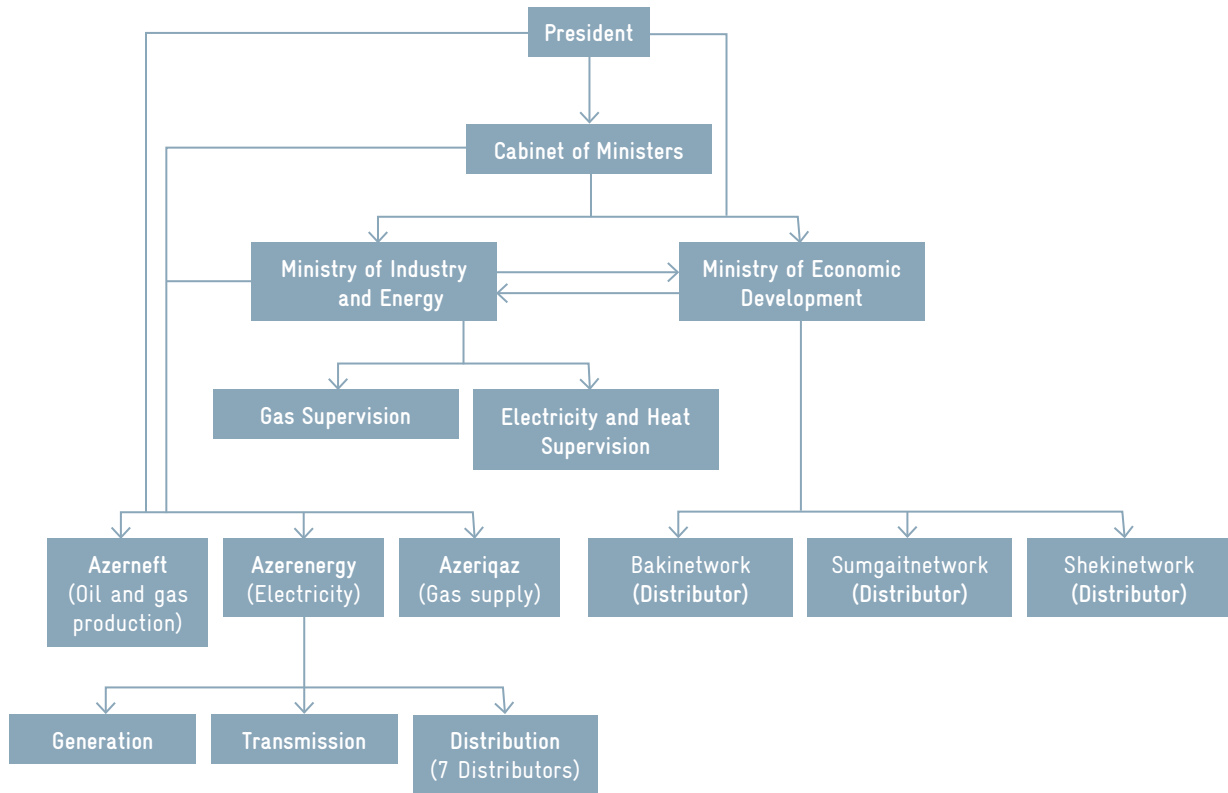 President
Cabinet of Ministers
Ministry of Industry
and Energy
Ministry of Economic
Development
Gas Supervision
Electricity and Heat
Supervision
Azerneft
(Oil and gas
production)
Azerenergy
(Electricity)
Azeriqaz
(Gas supply)
Bakinetwork
(Distributor)
Sumgaitnetwork
(Distributor)
Shekinetwork
(Distributor)
Generation
Transmission
Distribution
(7 Distributors)